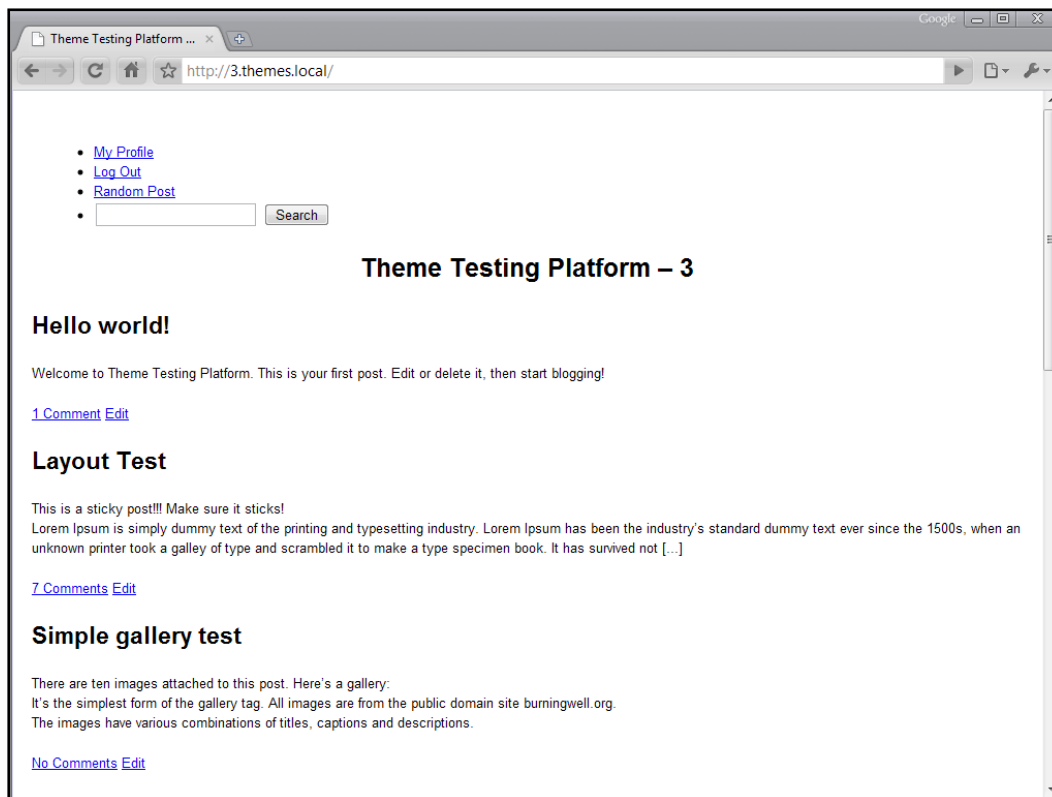 Google
Theme Testing Platform ...
http://3.themes.local/
My Profile
Log Out
Random Post
Search
Theme Testing Platform – 3
Hello world!
Welcome to Theme Testing Platform. This is your first post. Edit or delete it, then start blogging!
1 Comment Edit
Layout Test
This is a sticky post!!! Make sure it sticks!
Lorem Ipsum is simply dummy text of the printing and typesetting industry. Lorem Ipsum has been the industry’s standard dummy text ever since the 1500s, when an
unknown printer took a galley of type and scrambled it to make a type specimen book. It has survived not [...]
7 Comments Edit
Simple gallery test
There are ten images attached to this post. Here’s a gallery:
It’s the simplest form of the gallery tag. All images are from the public domain site burningwell.org.
The images have various combinations of titles, captions and descriptions.
No Comments Edit